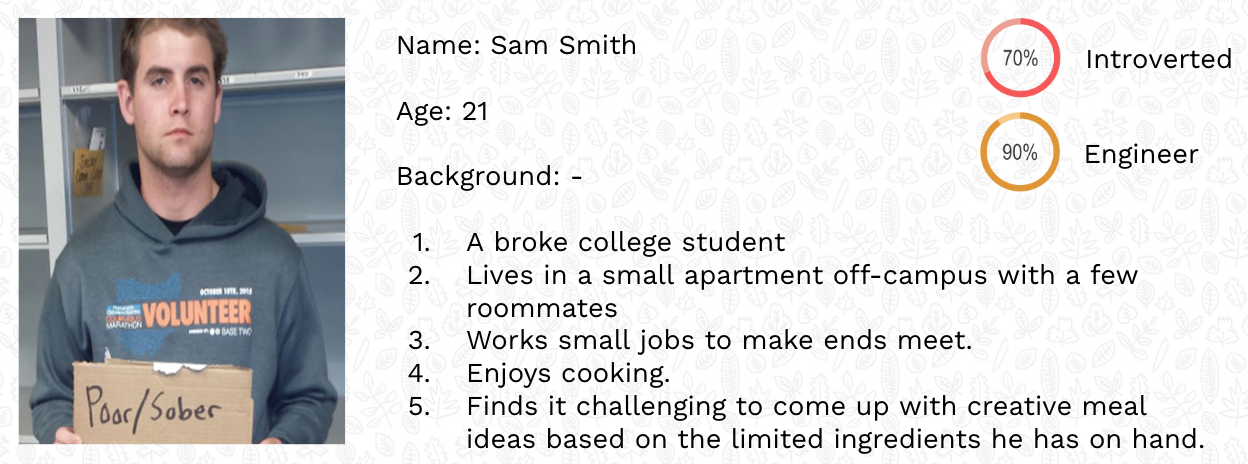 Name: Sam Smith
Age: 21
Background: -
1. A broke college student
2. Lives in a small apartment off-campus with a few
roommates
3. Works small jobs to make ends meet.
4. Enjoys cooking.
5. Finds it challenging to come up with creative meal
ideas based on the limited ingredients he has on hand.
70% Introverted
90% Engineer
OCTOBER 18TH, 2015
VOLUNTEER
MARATHON
BASE TWO
Poor/Sober